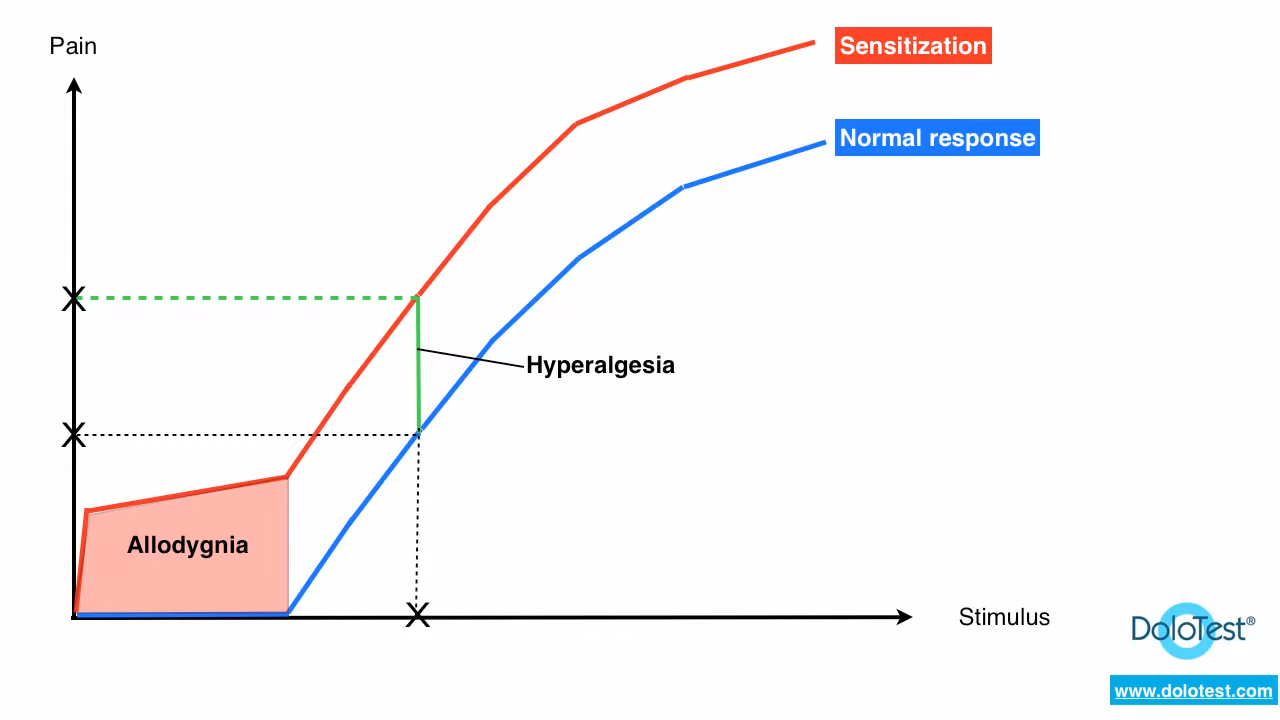 Pain
Sensitization
Normal response
X
Hyperalgesia
X
Allodygnia
X
Stimulus
DoloTest®
www.dolotest.com